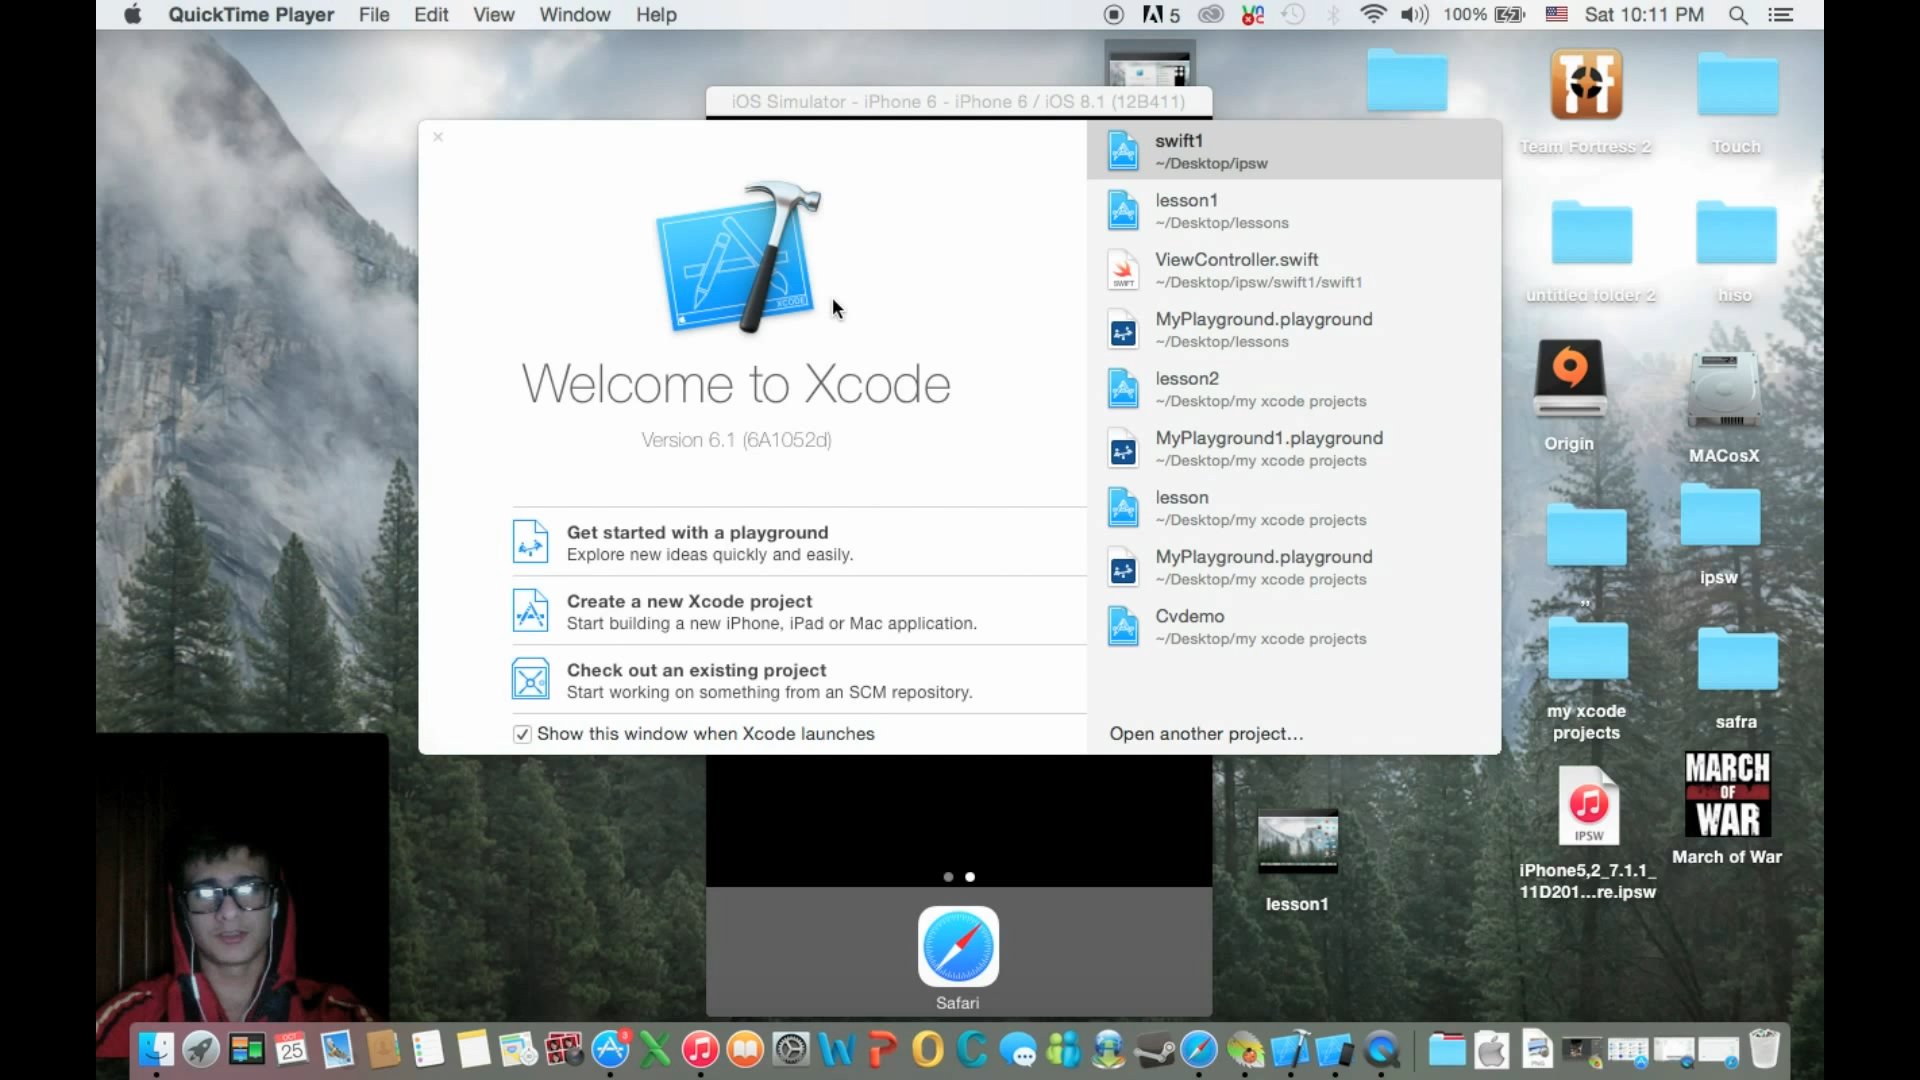 QuickTime Player File Edit View Window Help
5 100% Sat 10:11 PM
iOS Simulator - iPhone 6 - iPhone 6 / iOS 8.1 (12B411)
XCODE
Welcome to Xcode
Version 6.1 (6A1052d)
Get started with a playground
Explore new ideas quickly and easily.
Create a new Xcode project
Start building a new iPhone, iPad or Mac application.
Check out an existing project
Start working on something from an SCM repository.
Show this window when Xcode launches
swift1
~/Desktop/ipsw
lesson1
~/Desktop/lessons
SWIFT
ViewController.swift
~/Desktop/ipsw/swift1/swift1
MyPlayground.playground
~/Desktop/lessons
lesson2
~/Desktop/my xcode projects
MyPlayground1.playground
~/Desktop/my xcode projects
lesson
~/Desktop/my xcode projects
MyPlayground.playground
~/Desktop/my xcode projects
Cvdemo
~/Desktop/my xcode projects
Open another project...
Team Fortress 2
Touch
untitled folder 2
hiso
Origin
MACosX
ipsw
"
my xcode
projects
safra
IPSW
iPhone5,2_7.1.1_
11D201...re.ipsw
MARCH
OF
WAR
March of War
lesson1
Safari
OCT
25
3